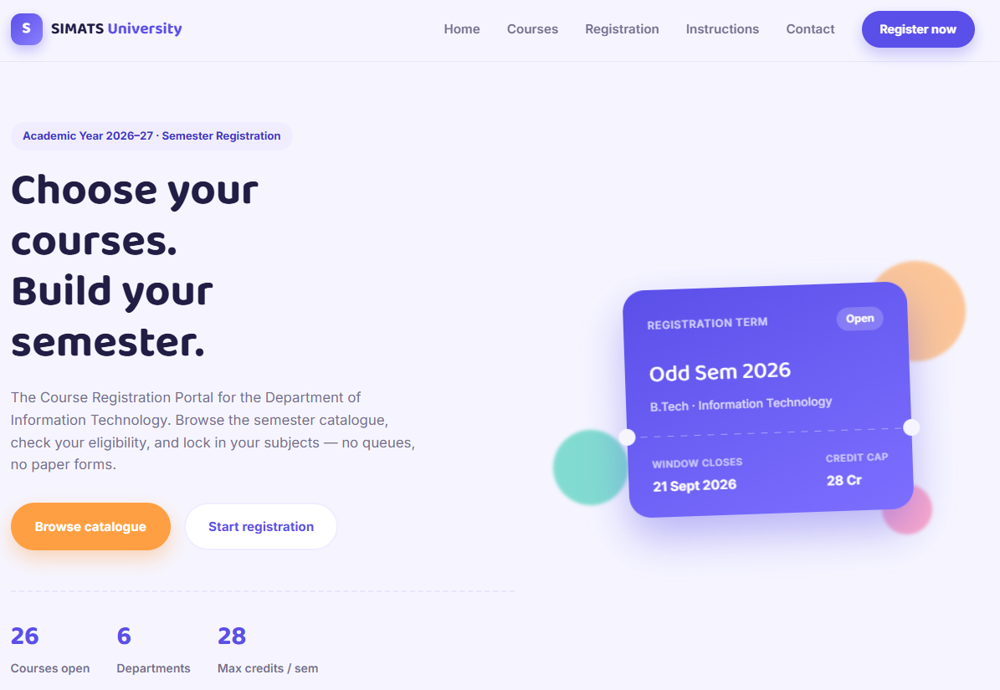 S
SIMATS University
Home
Courses
Registration
Instructions
Contact
Register now
Academic Year 2026–27 · Semester Registration
Choose your
courses.
Build your
semester.
The Course Registration Portal for the Department of
Information Technology. Browse the semester catalogue,
check your eligibility, and lock in your subjects — no queues,
no paper forms.
Browse catalogue
Start registration
26
Courses open
6
Departments
28
Max credits / sem
REGISTRATION TERM
Open
Odd Sem 2026
B.Tech · Information Technology
WINDOW CLOSES
21 Sept 2026
CREDIT CAP
28 Cr